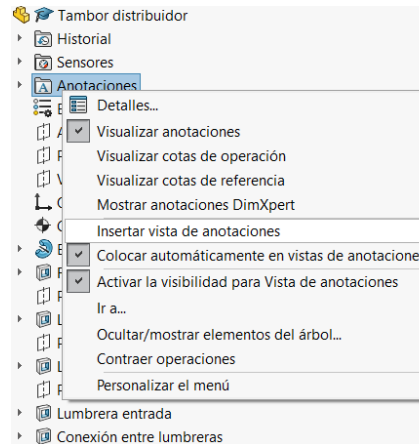 Tambor distribuidor
Historial
Sensores
Anotaciones
Detalles...
Visualizar anotaciones
Visualizar cotas de operación
Visualizar cotas de referencia
Mostrar anotaciones DimXpert
Insertar vista de anotaciones
Colocar automáticamente en vistas de anotacione
Activar la visibilidad para Vista de anotaciones
Ir a...
Ocultar/mostrar elementos del árbol...
Contraer operaciones
Personalizar el menú
Lumbrera entrada
Conexión entre lumbreras